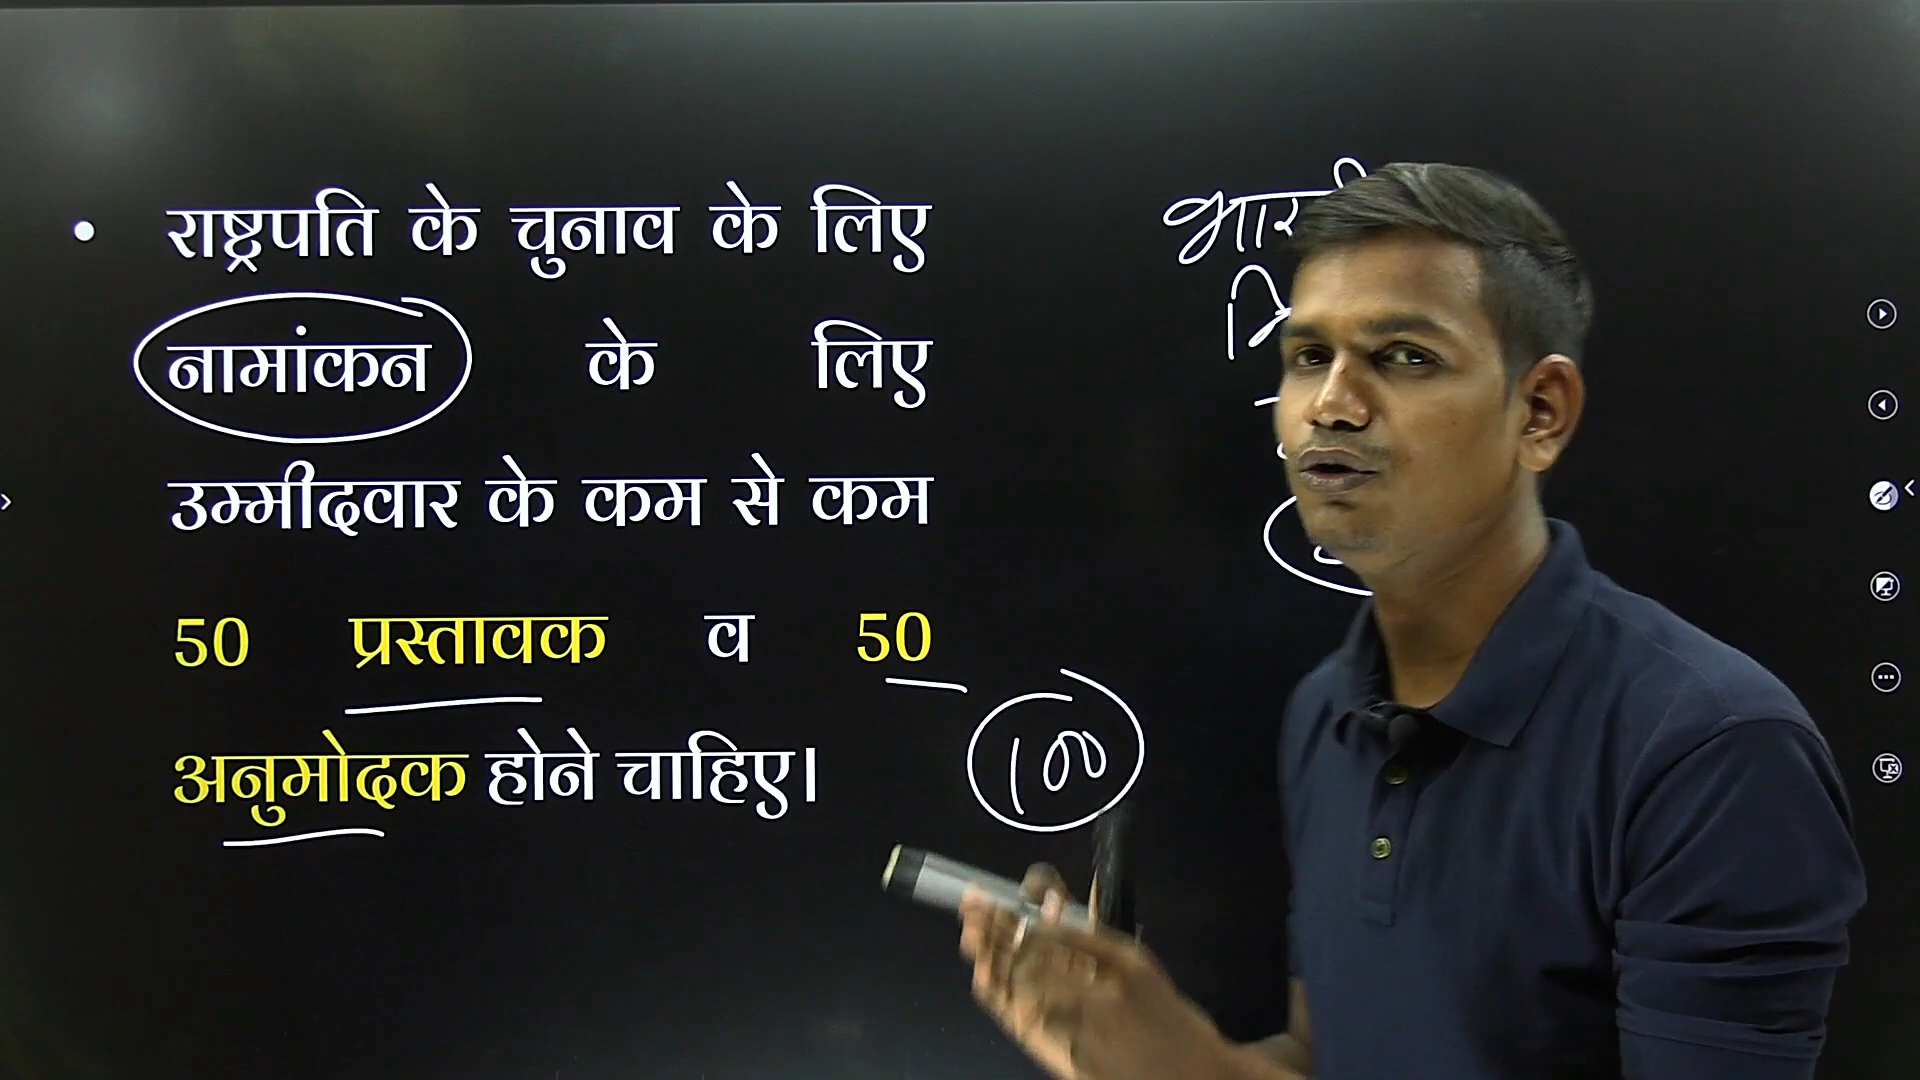 • राष्ट्रपति के चुनाव के लिए
नामांकन के लिए
उम्मीदवार के कम से कम
50 प्रस्तावक व 50
अनुमोदक होने चाहिए।
100